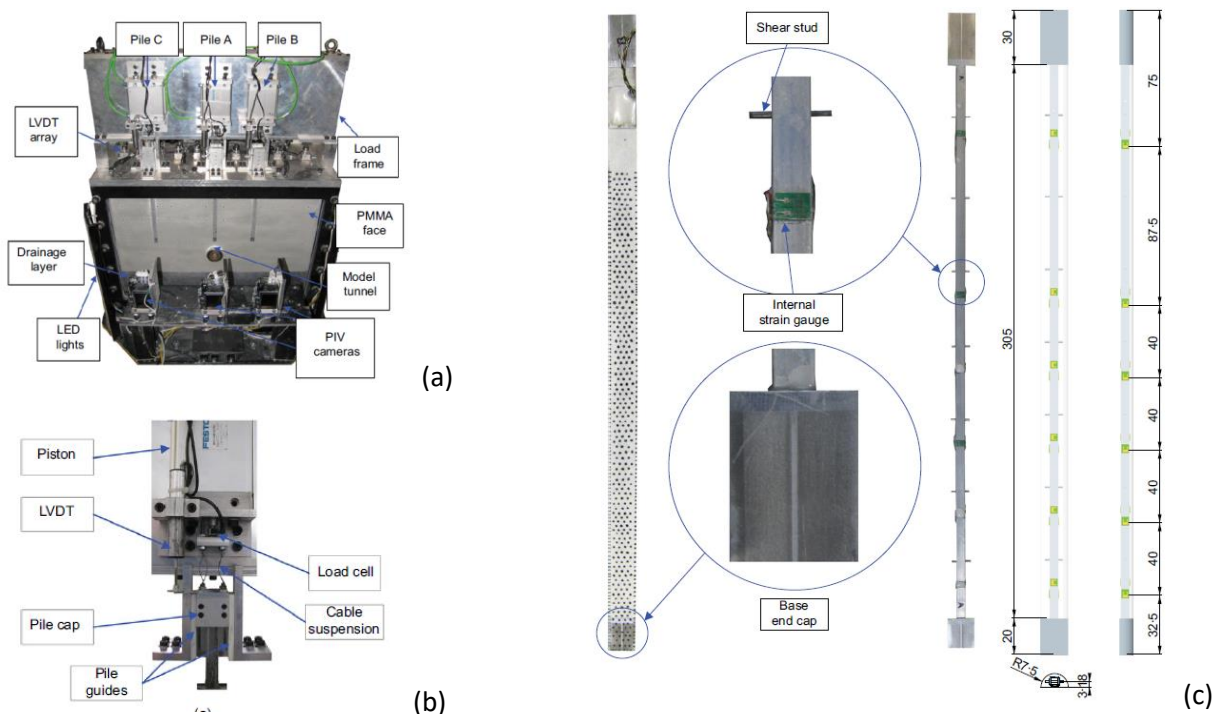 Pile C
Pile A
Pile B
LVDT
array
Load
frame
PMMA
face
Drainage
layer
Model
tunnel
LED
lights
PIV
cameras
(a)
Piston
FESTO
LVDT
Load cell
Cable
suspension
Pile cap
Pile
guides
(b)
Shear stud
Internal
strain gauge
Base
end cap
30
305
20
75
87·5
40
40
40
40
32·5
R7·5
3·18
(c)